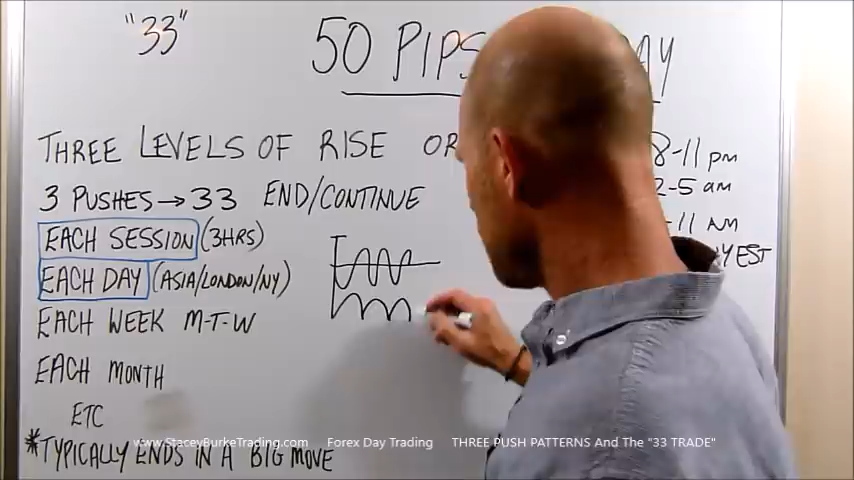 "33"
50 PIPS AY
THREE LEVELS OF RISE OR
8-11 pm
3 PUSHES → 33 END/CONTINUE
2-5 am
EACH SESSION (3HRS)
-11 AM
EACH DAY (ASIA/LONDON/NY)
EST
EACH WEEK M-T-W
EACH MONTH
ETC
www.StaceyBurkeTrading.com Forex Day Trading THREE PUSH PATTERNS And The "33 TRADE"
*TYPICALLY ENDS IN A BIG MOVE